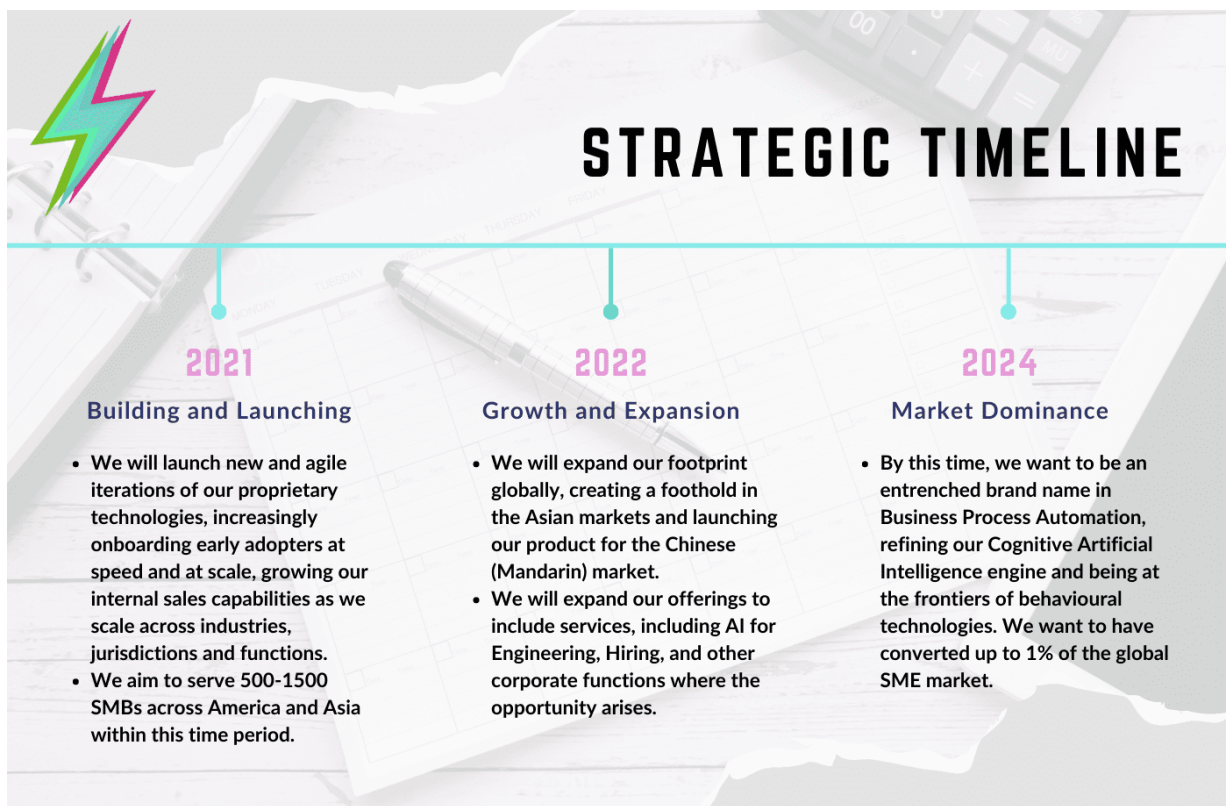 STRATEGIC TIMELINE
00
MU
%
MONDAY
TUESDAY
THURSDAY
FRIDAY
2021
Building and Launching
• We will launch new and agile
iterations of our proprietary
technologies, increasingly
onboarding early adopters at
speed and at scale, growing our
internal sales capabilities as we
scale across industries,
jurisdictions and functions.
• We aim to serve 500-1500
SMBs across America and Asia
within this time period.
2022
Growth and Expansion
• We will expand our footprint
globally, creating a foothold in
the Asian markets and launching
our product for the Chinese
(Mandarin) market.
• We will expand our offerings to
include services, including AI for
Engineering, Hiring, and other
corporate functions where the
opportunity arises.
2024
Market Dominance
• By this time, we want to be an
entrenched brand name in
Business Process Automation,
refining our Cognitive Artificial
Intelligence engine and being at
the frontiers of behavioural
technologies. We want to have
converted up to 1% of the global
SME market.